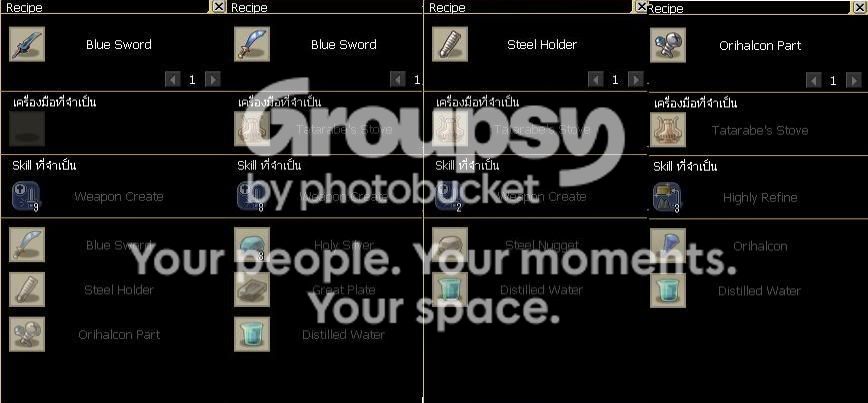 Recipe
Blue Sword
1
เครื่องมือที่จำเป็น
Skill ที่จำเป็น
9
Weapon Create
Blue Sword
Steel Holder
Orihalcon Part
Recipe
Blue Sword
1
เครื่องมือที่จำเป็น
Tatarabe's Stove
Skill ที่จำเป็น
8
Weapon Create
8
Holy Silver
Great Plate
Distilled Water
Recipe
Steel Holder
1
เครื่องมือที่จำเป็น
Tatarabe's Stove
Skill ที่จำเป็น
2
Weapon Create
Steel Nugget
Distilled Water
Recipe
Orihalcon Part
1
เครื่องมือที่จำเป็น
Tatarabe's Stove
Skill ที่จำเป็น
3
Highly Refine
Orihalcon
Distilled Water
Groupsy
by photobucket
Your people. Your moments.
Your space.